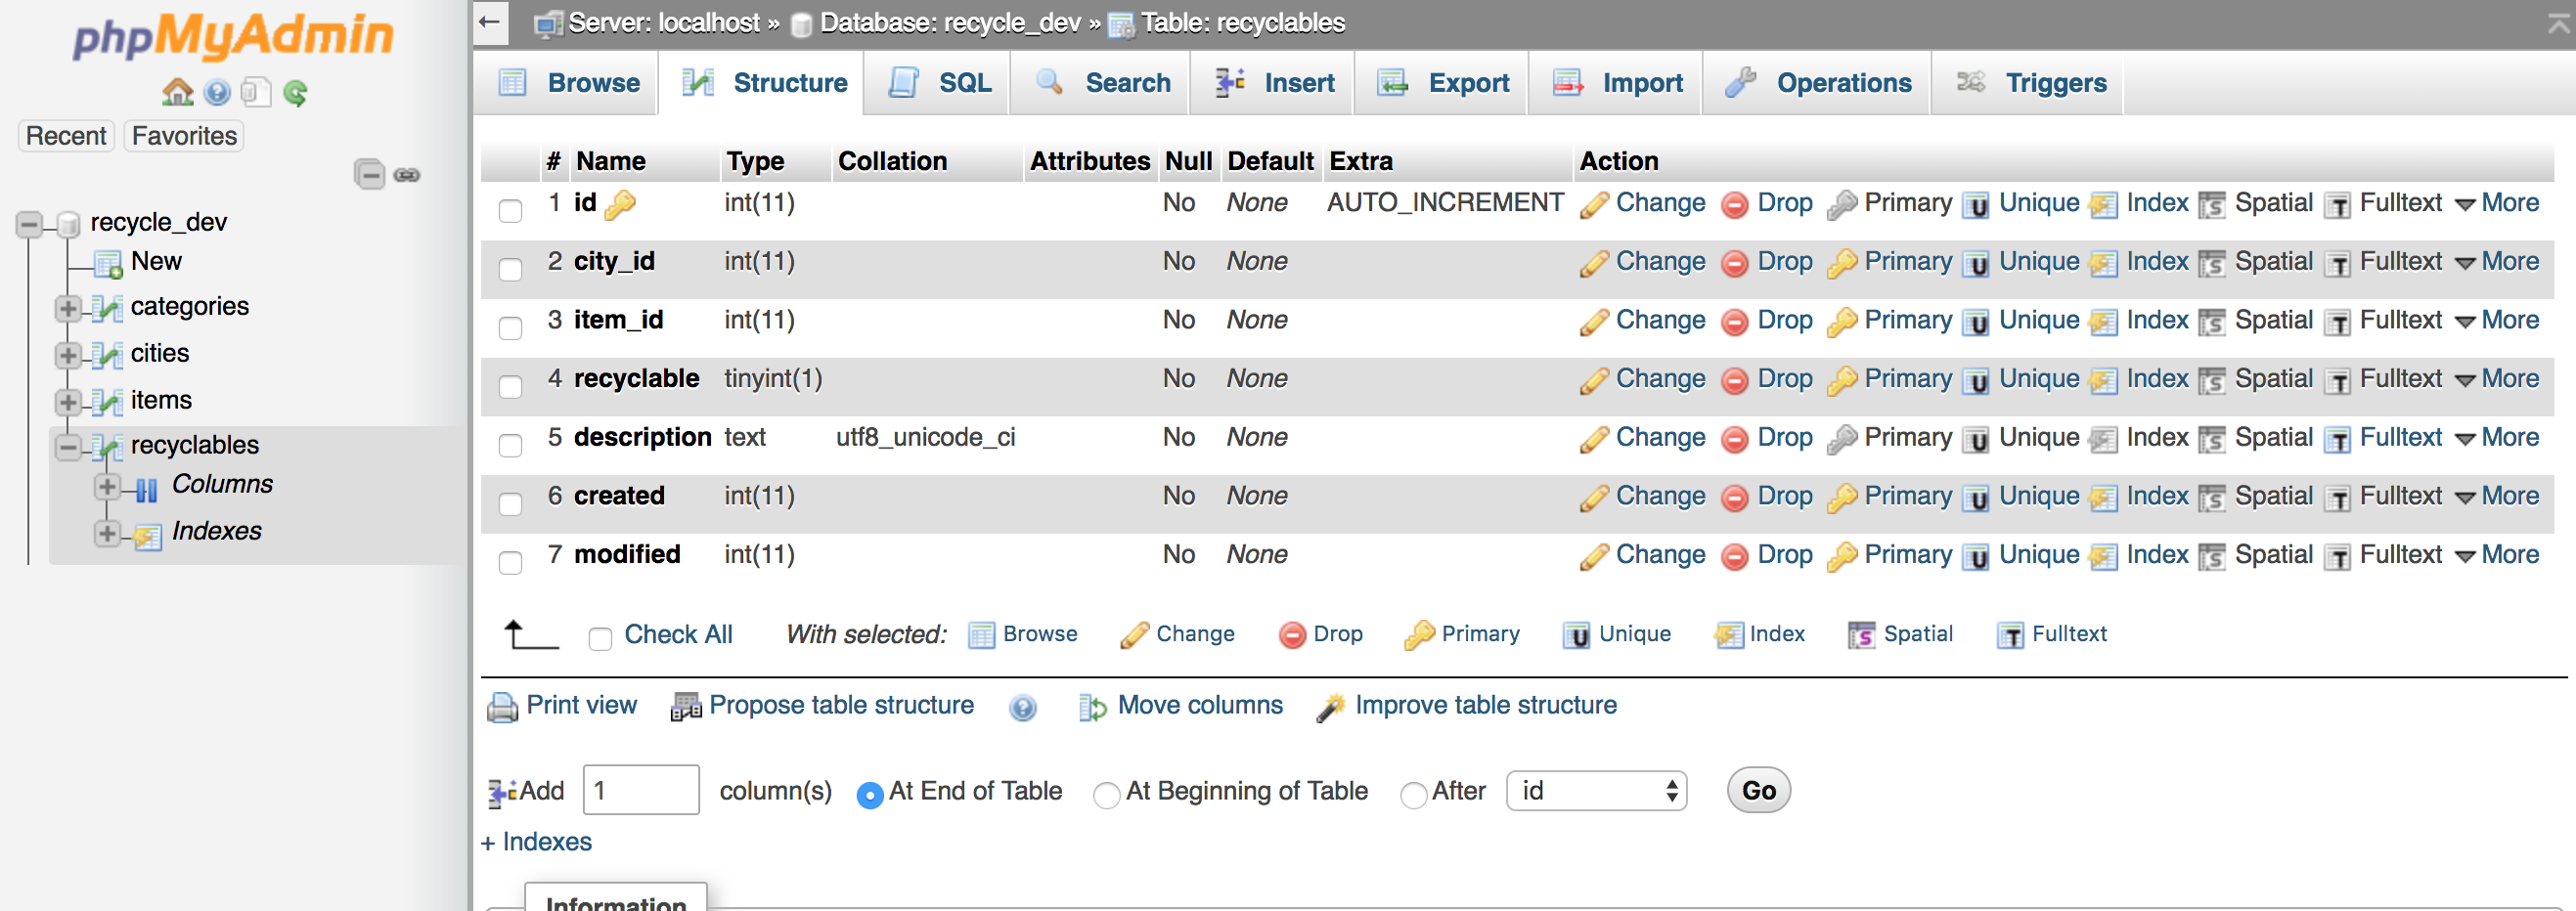 phpMyAdmin
Recent Favorites
recycle_dev
New
categories
cities
items
recyclables
Columns
Indexes
Server: localhost » Database: recycle_dev » Table: recyclables
Browse Structure SQL Search Insert Export Import Operations Triggers
# Name Type Collation Attributes Null Default Extra Action
1 id int(11) No None AUTO_INCREMENT Change Drop Primary Unique Index Spatial Fulltext More
2 city_id int(11) No None Change Drop Primary Unique Index Spatial Fulltext More
3 item_id int(11) No None Change Drop Primary Unique Index Spatial Fulltext More
4 recyclable tinyint(1) No None Change Drop Primary Unique Index Spatial Fulltext More
5 description text utf8_unicode_ci No None Change Drop Primary Unique Index Spatial Fulltext More
6 created int(11) No None Change Drop Primary Unique Index Spatial Fulltext More
7 modified int(11) No None Change Drop Primary Unique Index Spatial Fulltext More
Check All With selected: Browse Change Drop Primary Unique Index Spatial Fulltext
Print view Propose table structure Move columns Improve table structure
Add 1 column(s) At End of Table At Beginning of Table After id Go
+ Indexes
Information